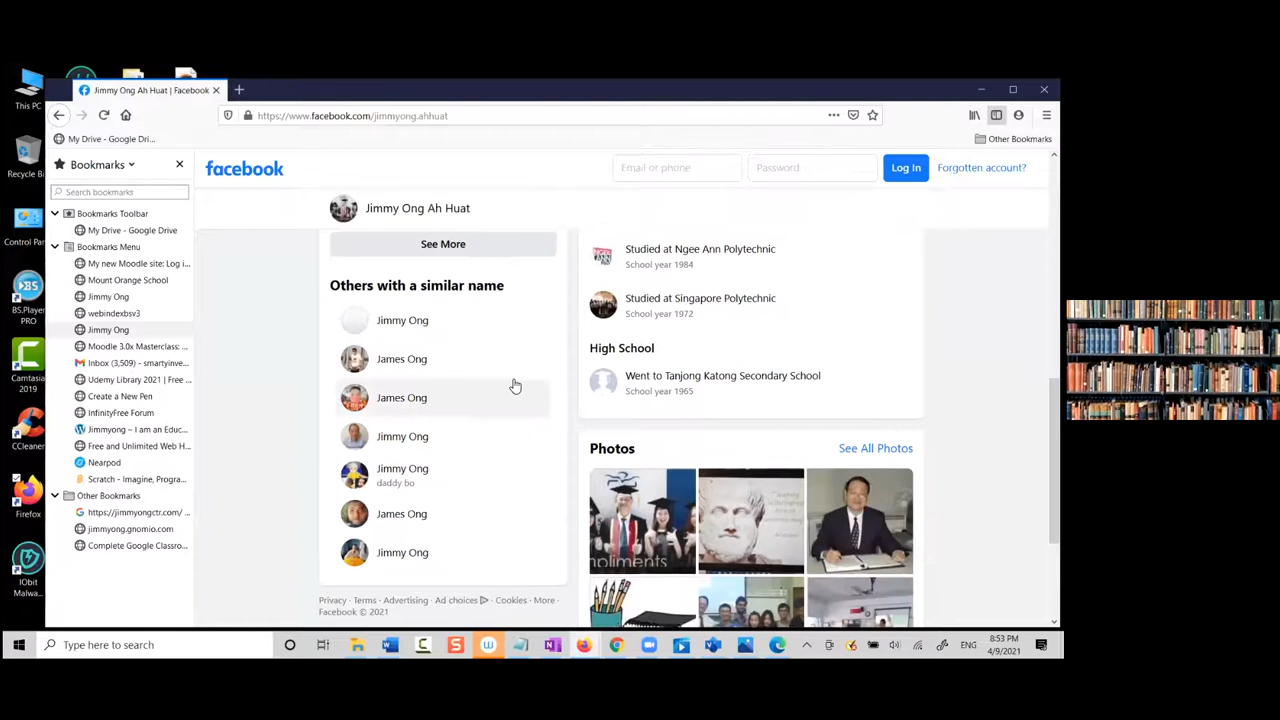 This PC
Recycle Bi
Control Pan
BS.Player
PRO
Camtasia
2019
CCleaner
Firefox
IObit
Malwa...
Jimmy Ong Ah Huat | Facebook
https://www.facebook.com/jimmyong.ahhuat
My Drive - Google Dri...
Other Bookmarks
Bookmarks
Search bookmarks
Bookmarks Toolbar
My Drive - Google Drive
Bookmarks Menu
My new Moodle site: Log i...
Mount Orange School
Jimmy Ong
webindexbsv3
Jimmy Ong
Moodle 3.0x Masterclass: ...
Inbox (3,509) - smartyinve...
Udemy Library 2021 | Free ...
Create a New Pen
InfinityFree Forum
Jimmyong – I am an Educ...
Free and Unlimited Web H...
Nearpod
Scratch - Imagine, Progra...
Other Bookmarks
https://jimmyongctr.com/ ...
jimmyong.gnomio.com
Complete Google Classro...
facebook
Email or phone
Password
Log In
Forgotten account?
Jimmy Ong Ah Huat
See More
Others with a similar name
Jimmy Ong
James Ong
James Ong
Jimmy Ong
Jimmy Ong
daddy bo
James Ong
Jimmy Ong
Privacy · Terms · Advertising · Ad choices · Cookies · More ·
Facebook © 2021
Studied at Ngee Ann Polytechnic
School year 1984
Studied at Singapore Polytechnic
School year 1972
High School
Went to Tanjong Katong Secondary School
School year 1965
Photos
See All Photos
mpliments
Type here to search
ENG
8:53 PM
4/9/2021